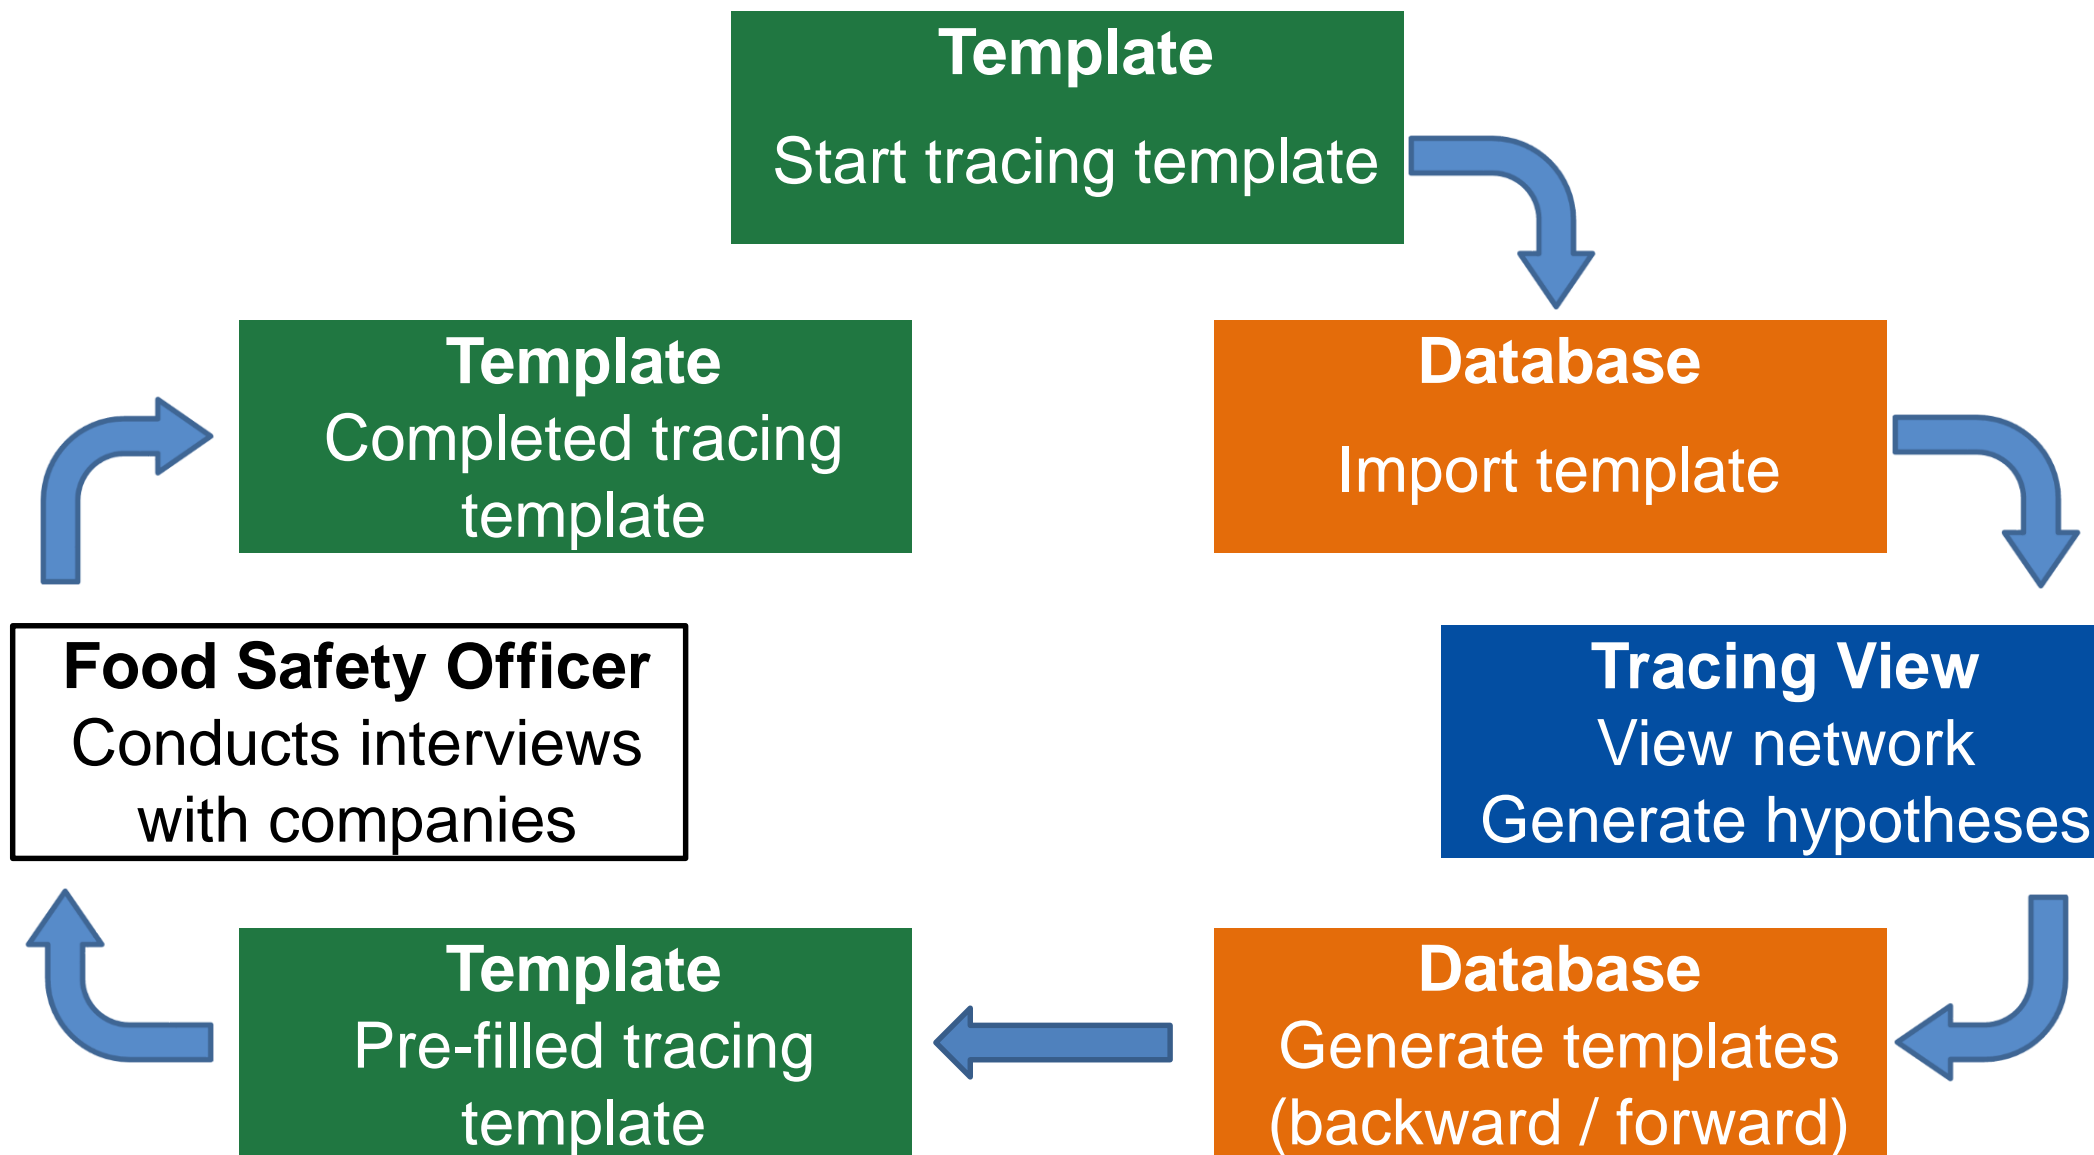 Template
Start tracing template
Template
Completed tracing
template
Database
Import template
Food Safety Officer
Conducts interviews
with companies
Tracing View
View network
Generate hypotheses
Template
Pre-filled tracing
template
Database
Generate templates
(backward / forward)